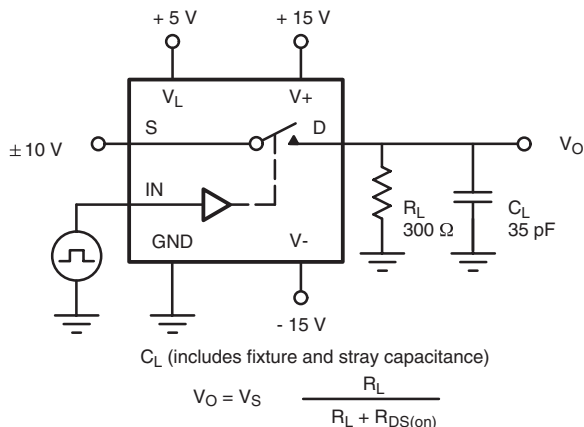 + 5 V
+ 15 V
V_L
V+
S
D
± 10 V
V_O
IN
R_L
300 Ω
C_L
35 pF
GND
V-
- 15 V
C_L (includes fixture and stray capacitance)
V_O = V_S R_L / R_L + R_DS(on)